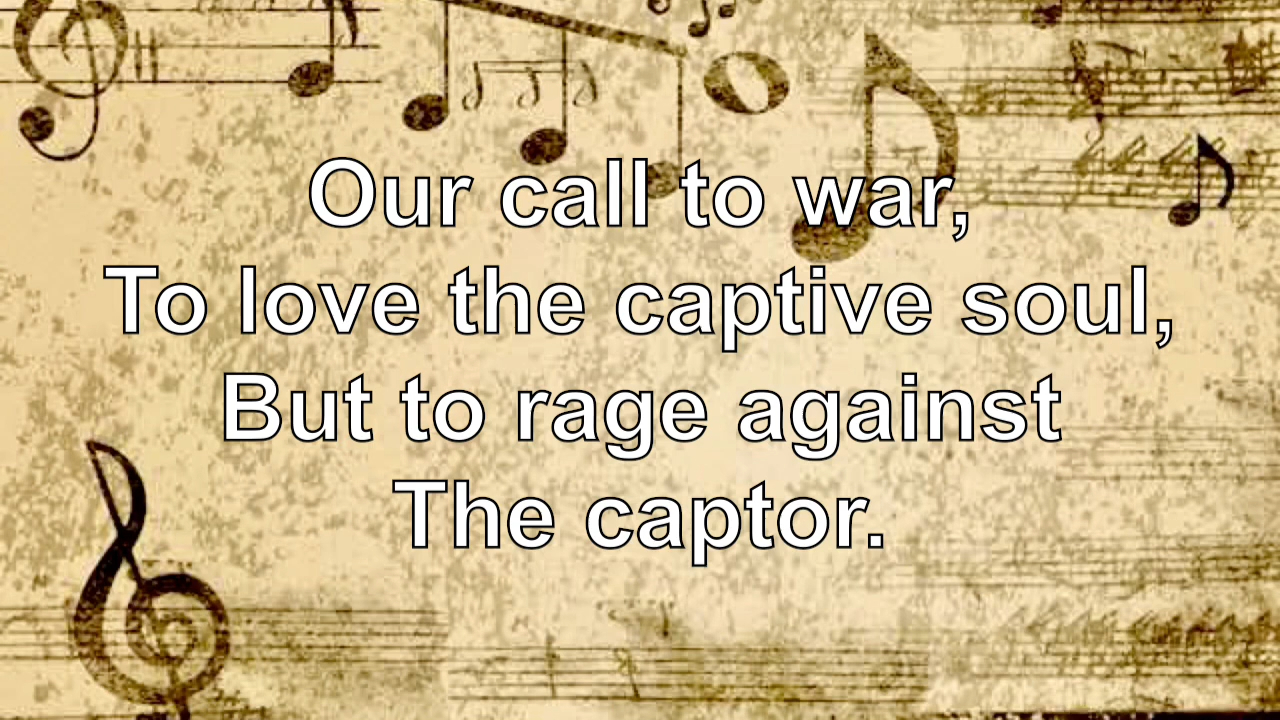 Our call to war,
To love the captive soul,
But to rage against
The captor.